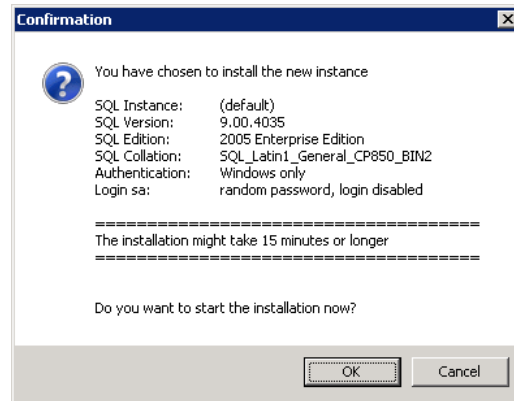 Confirmation
You have chosen to install the new instance
SQL Instance: (default)
SQL Version: 9.00.4035
SQL Edition: 2005 Enterprise Edition
SQL Collation: SQL_Latin1_General_CP850_BIN2
Authentication: Windows only
Login sa: random password, login disabled
========================================
The installation might take 15 minutes or longer
========================================
Do you want to start the installation now?
OK Cancel